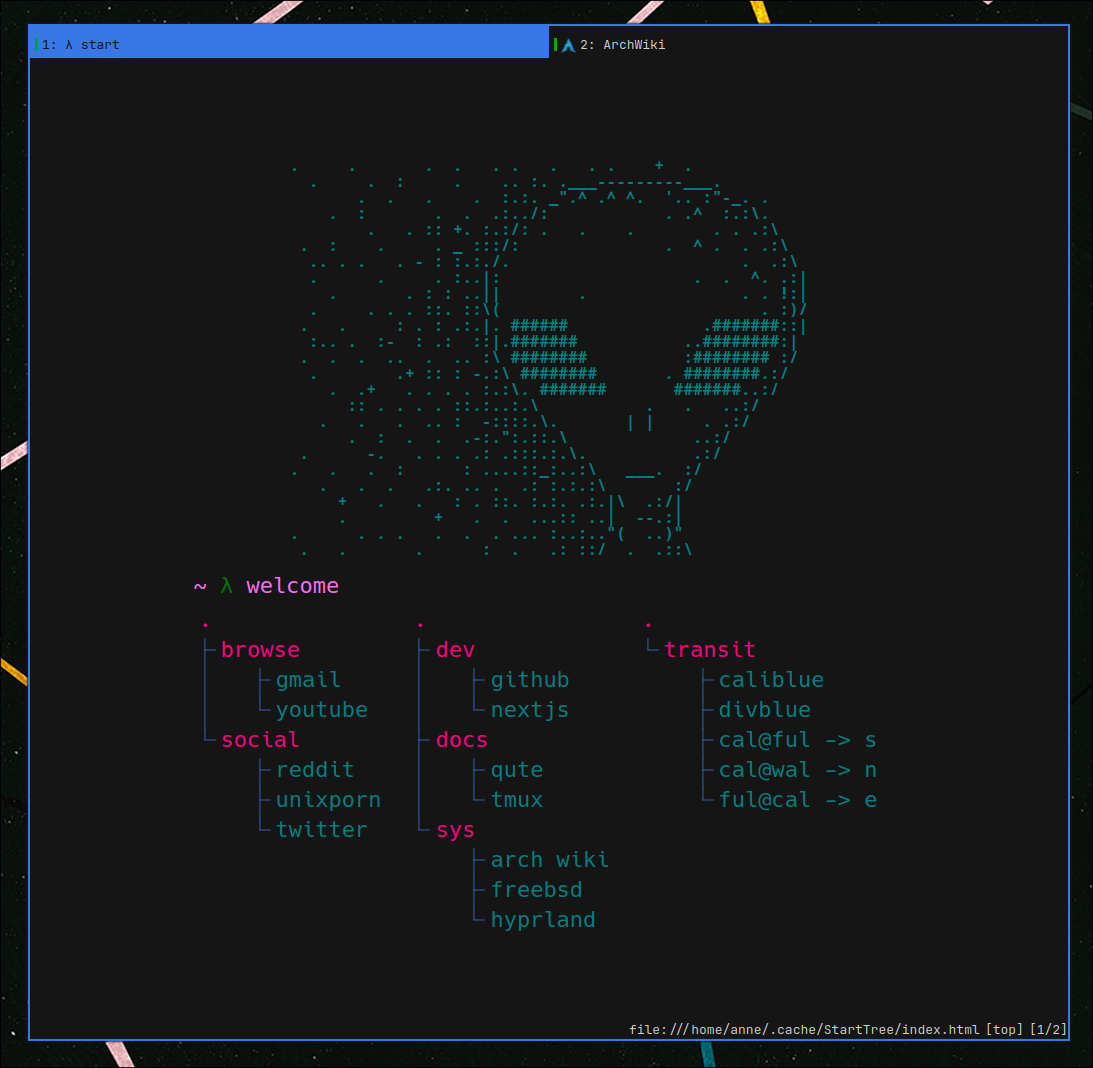 1: λ start
2: ArchWiki
~ λ welcome
.
browse
gmail
youtube
social
reddit
unixporn
twitter
.
dev
github
nextjs
docs
qute
tmux
sys
arch wiki
freebsd
hyprland
.
transit
caliblue
divblue
cal@ful -> s
cal@wal -> n
ful@cal -> e
file:///home/anne/.cache/StartTree/index.html [top] [1/2]